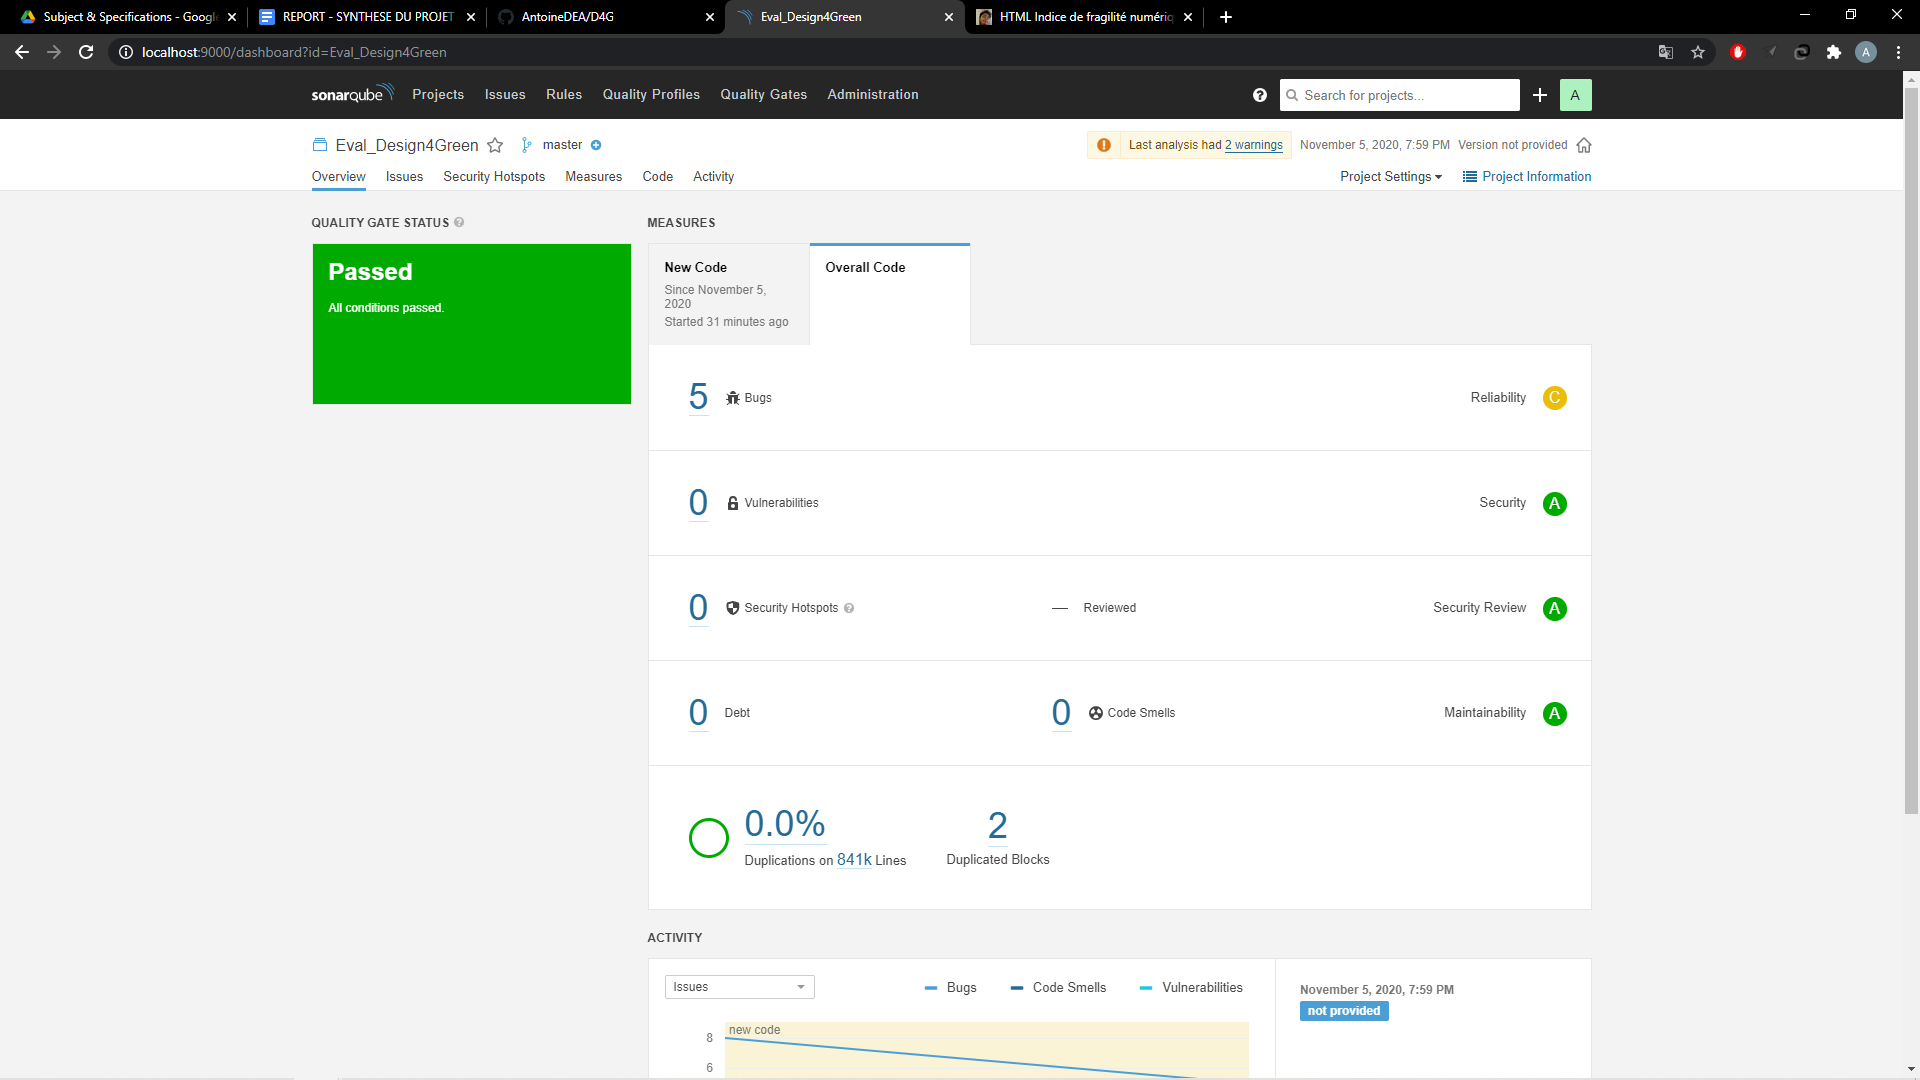 Subject & Specifications - Googl
REPORT - SYNTHESE DU PROJET
AntoineDEA/D4G
Eval_Design4Green
HTML Indice de fragilité numériq
localhost:9000/dashboard?id=Eval_Design4Green
A
sonarqube
Projects
Issues
Rules
Quality Profiles
Quality Gates
Administration
Search for projects...
A
Eval_Design4Green
master
Last analysis had 2 warnings
November 5, 2020, 7:59 PM
Version not provided
Overview
Issues
Security Hotspots
Measures
Code
Activity
Project Settings
Project Information
QUALITY GATE STATUS
MEASURES
Passed
All conditions passed.
New Code
Since November 5,
2020
Started 31 minutes ago
Overall Code
5 Bugs
Reliability C
0 Vulnerabilities
Security A
0 Security Hotspots
— Reviewed
Security Review A
0 Debt
0 Code Smells
Maintainability A
0.0%
Duplications on 841k Lines
2
Duplicated Blocks
ACTIVITY
Issues
Bugs
Code Smells
Vulnerabilities
November 5, 2020, 7:59 PM
not provided
new code
8
6